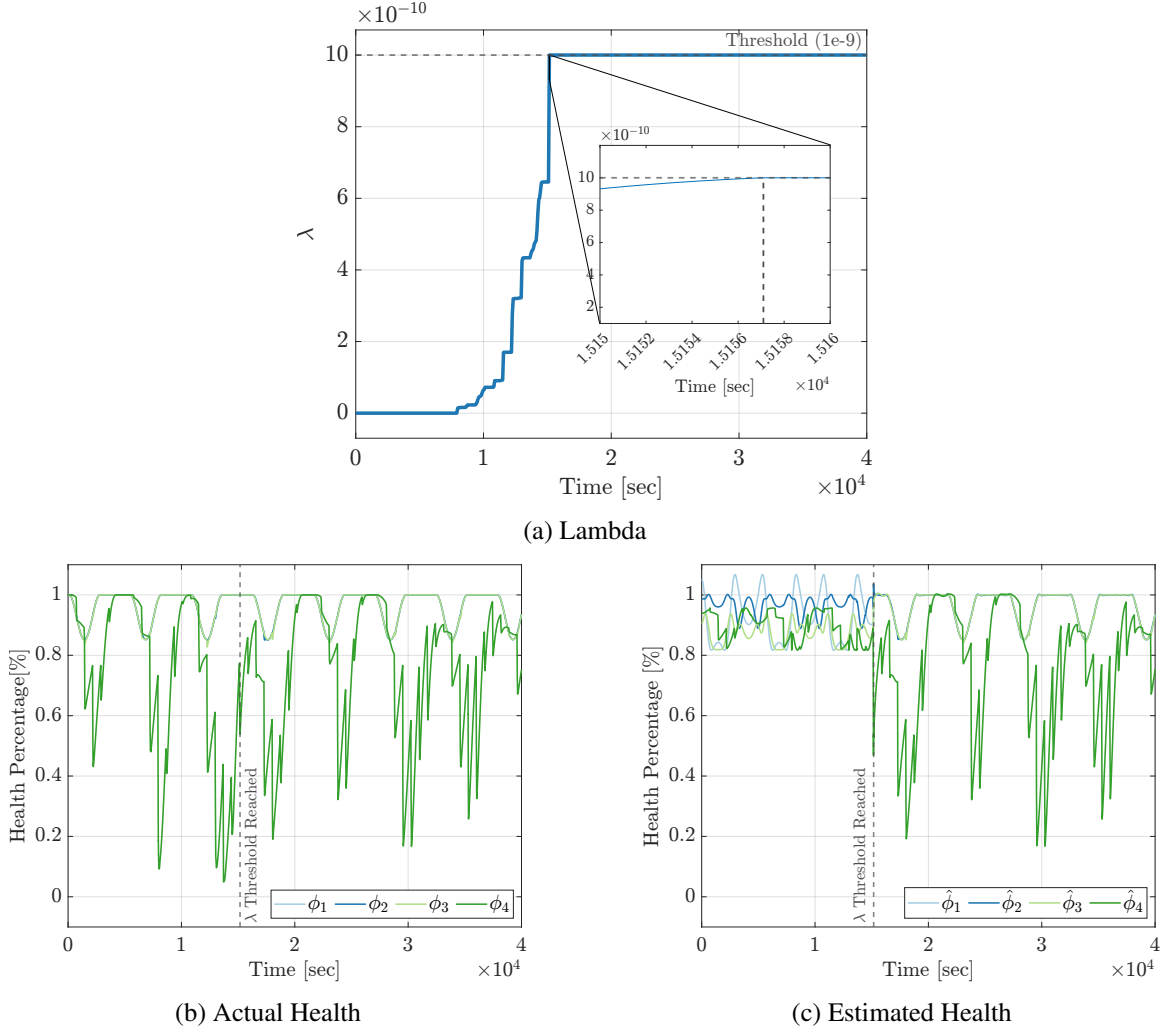 ×10⁻¹⁰
Threshold (1e-9)
10
8
6
4
2
0
λ
0 1 2 3 4
Time [sec]
×10⁴
×10⁻¹⁰
10
8
6
4
2
1.515 1.5152 1.5154 1.5156 1.5158 1.516
Time [sec]
×10⁴
(a) Lambda
Health Percentage[%]
1
0.8
0.6
0.4
0.2
0
λ Threshold Reached
ϕ₁ ϕ₂ ϕ₃ ϕ₄
0 1 2 3 4
Time [sec]
×10⁴
(b) Actual Health
Health Percentage [%]
1
0.8
0.6
0.4
0.2
0
λ Threshold Reached
ϕ̂₁ ϕ̂₂ ϕ̂₃ ϕ̂₄
0 1 2 3 4
Time [sec]
×10⁴
(c) Estimated Health